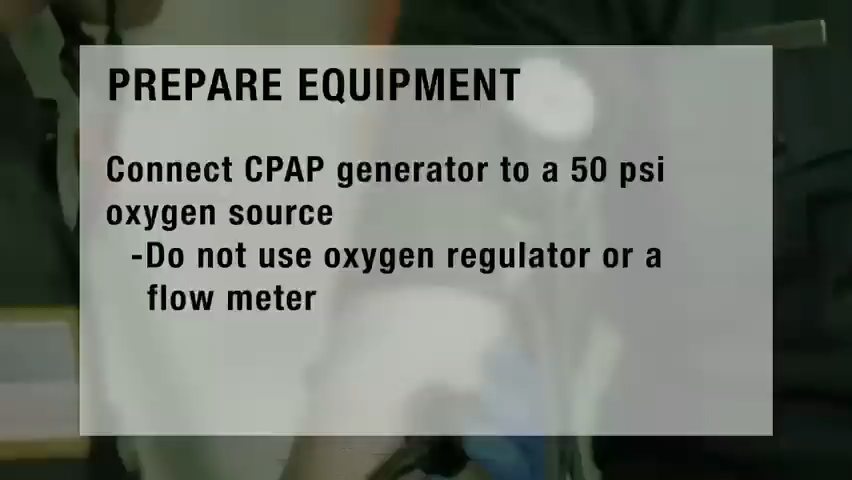 PREPARE EQUIPMENT
Connect CPAP generator to a 50 psi
oxygen source
-Do not use oxygen regulator or a
flow meter